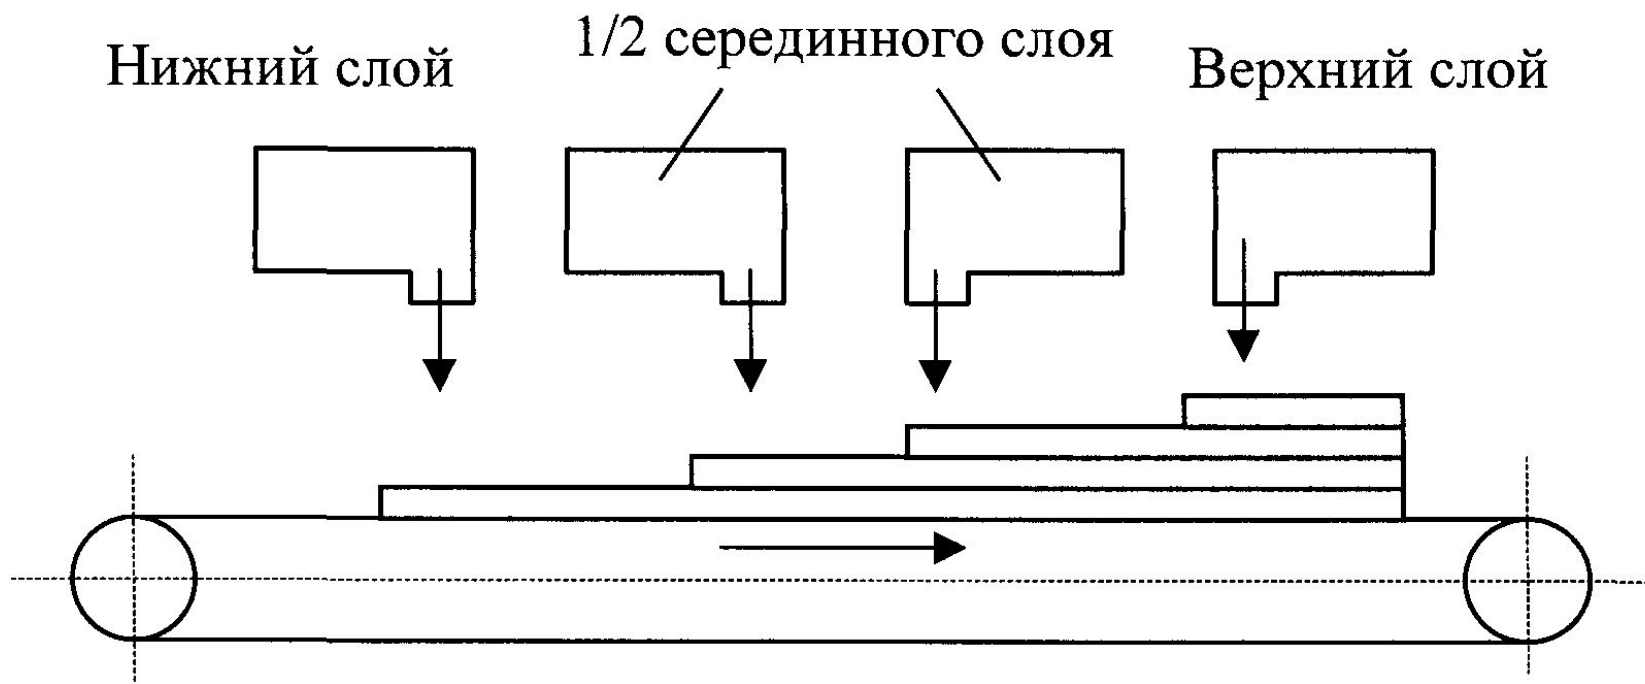 Нижний слой
1/2 серединного слоя
Верхний слой